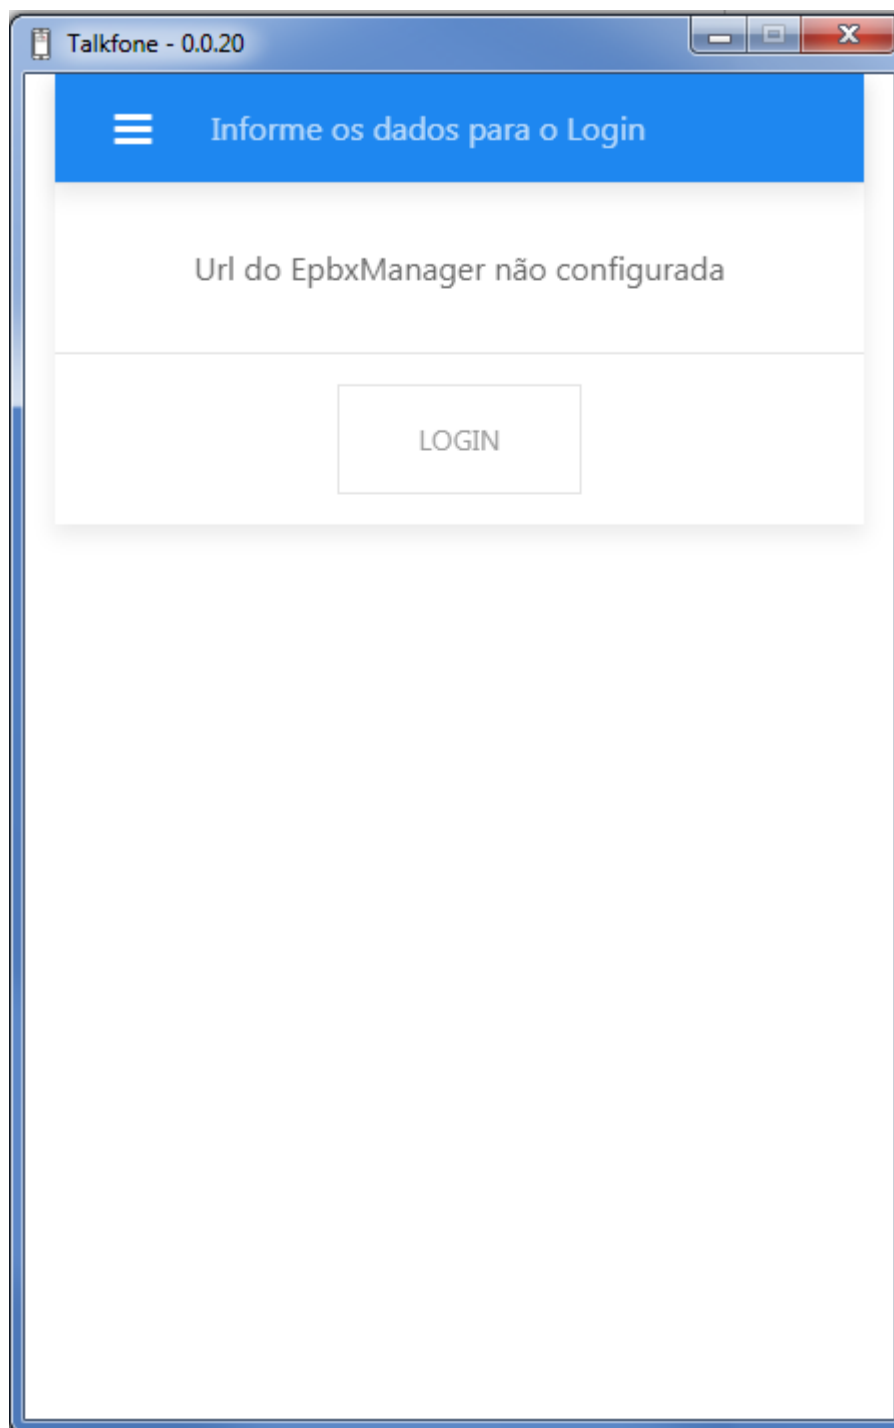 Talkfone - 0.0.20
Informe os dados para o Login
Url do EpbxManager não configurada
LOGIN